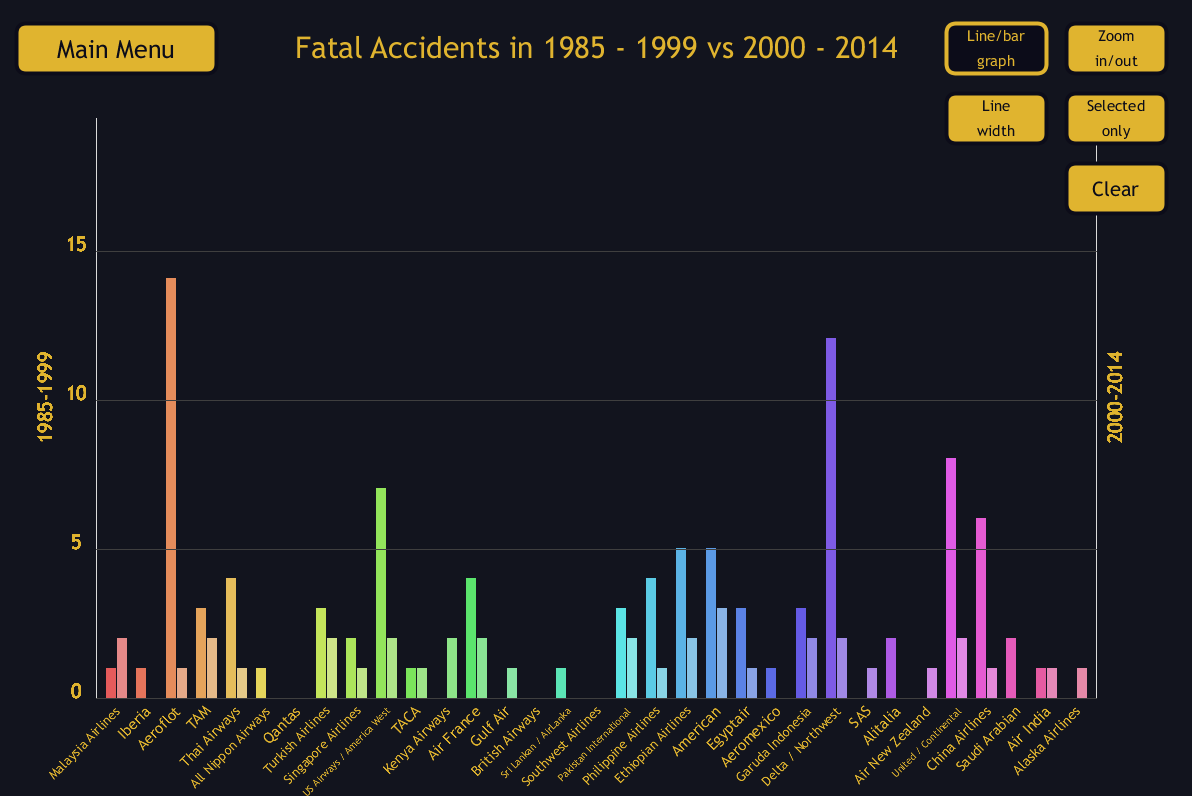 Main Menu
Fatal Accidents in 1985 - 1999 vs 2000 - 2014
Line/bar
graph
Zoom
in/out
Line
width
Selected
only
Clear
15
10
5
0
1985-1999
2000-2014
Malaysia Airlines
Iberia
Aeroflot
TAM
Thai Airways
All Nippon Airways
Qantas
Turkish Airlines
Singapore Airlines
US Airways / America West
TACA
Kenya Airways
Air France
Gulf Air
British Airways
Sri Lankan / AirLanka
Southwest Airlines
Pakistan International
Philippine Airlines
Ethiopian Airlines
American
Egyptair
Aeromexico
Garuda Indonesia
Delta / Northwest
SAS
Alitalia
Air New Zealand
United / Continental
China Airlines
Saudi Arabian
Air India
Alaska Airlines